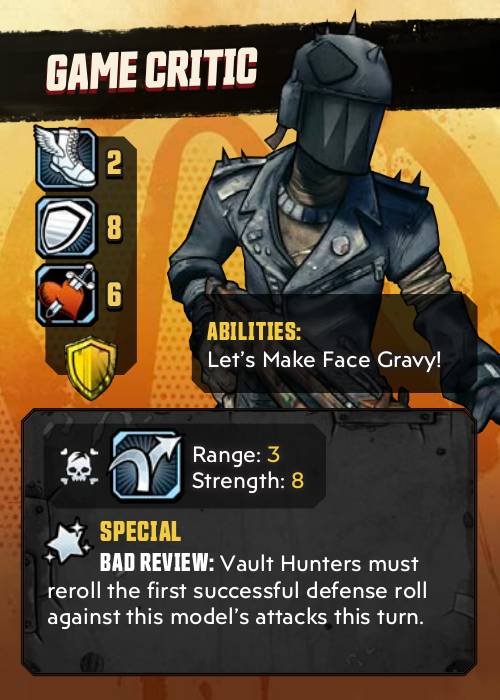 GAME CRITIC
2
8
6
ABILITIES:
Let's Make Face Gravy!
Range: 3
Strength: 8
SPECIAL
BAD REVIEW: Vault Hunters must
reroll the first successful defense roll
against this model's attacks this turn.